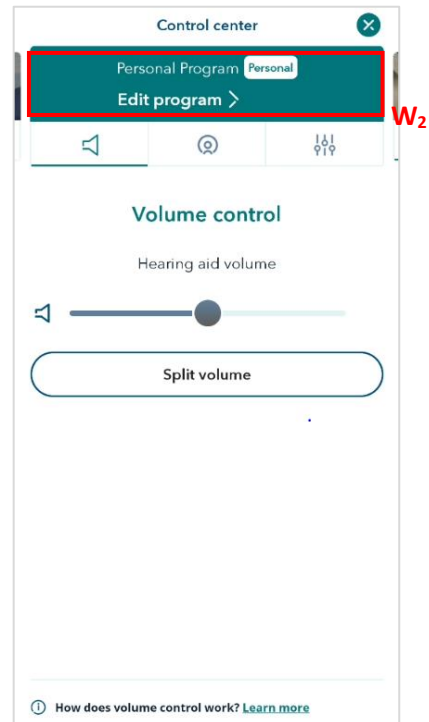 Control center
Personal Program Personal
Edit program >
W₂
Volume control
Hearing aid volume
Split volume
How does volume control work? Learn more